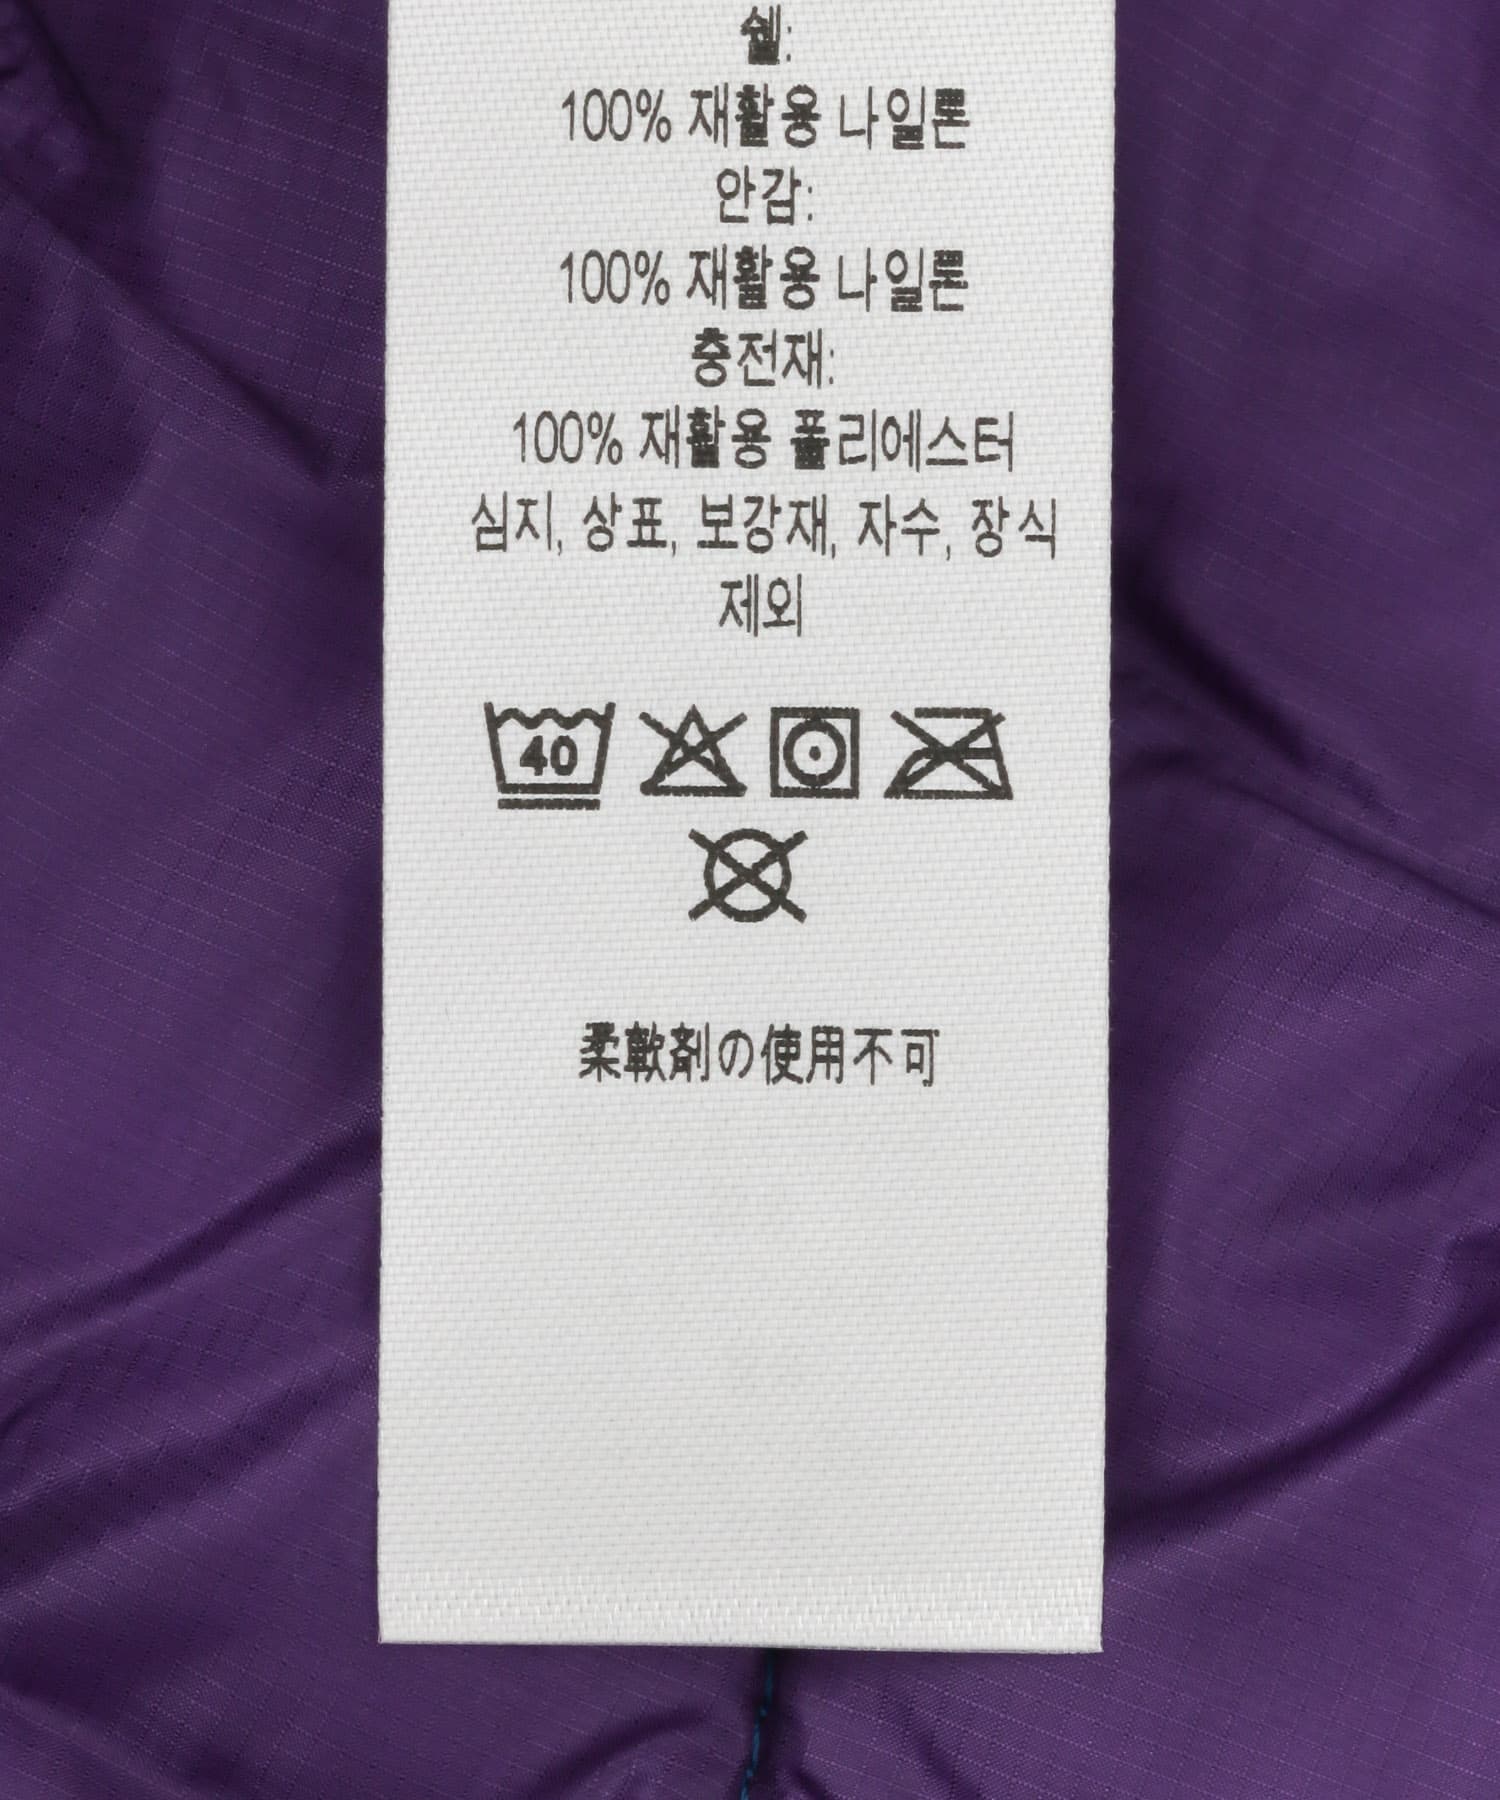 쉘:
100% 재활용 나일론
안감:
100% 재활용 나일론
충전재:
100% 재활용 폴리에스터
심지, 상표, 보강재, 자수, 장식
제외
40
柔軟剤の使用不可